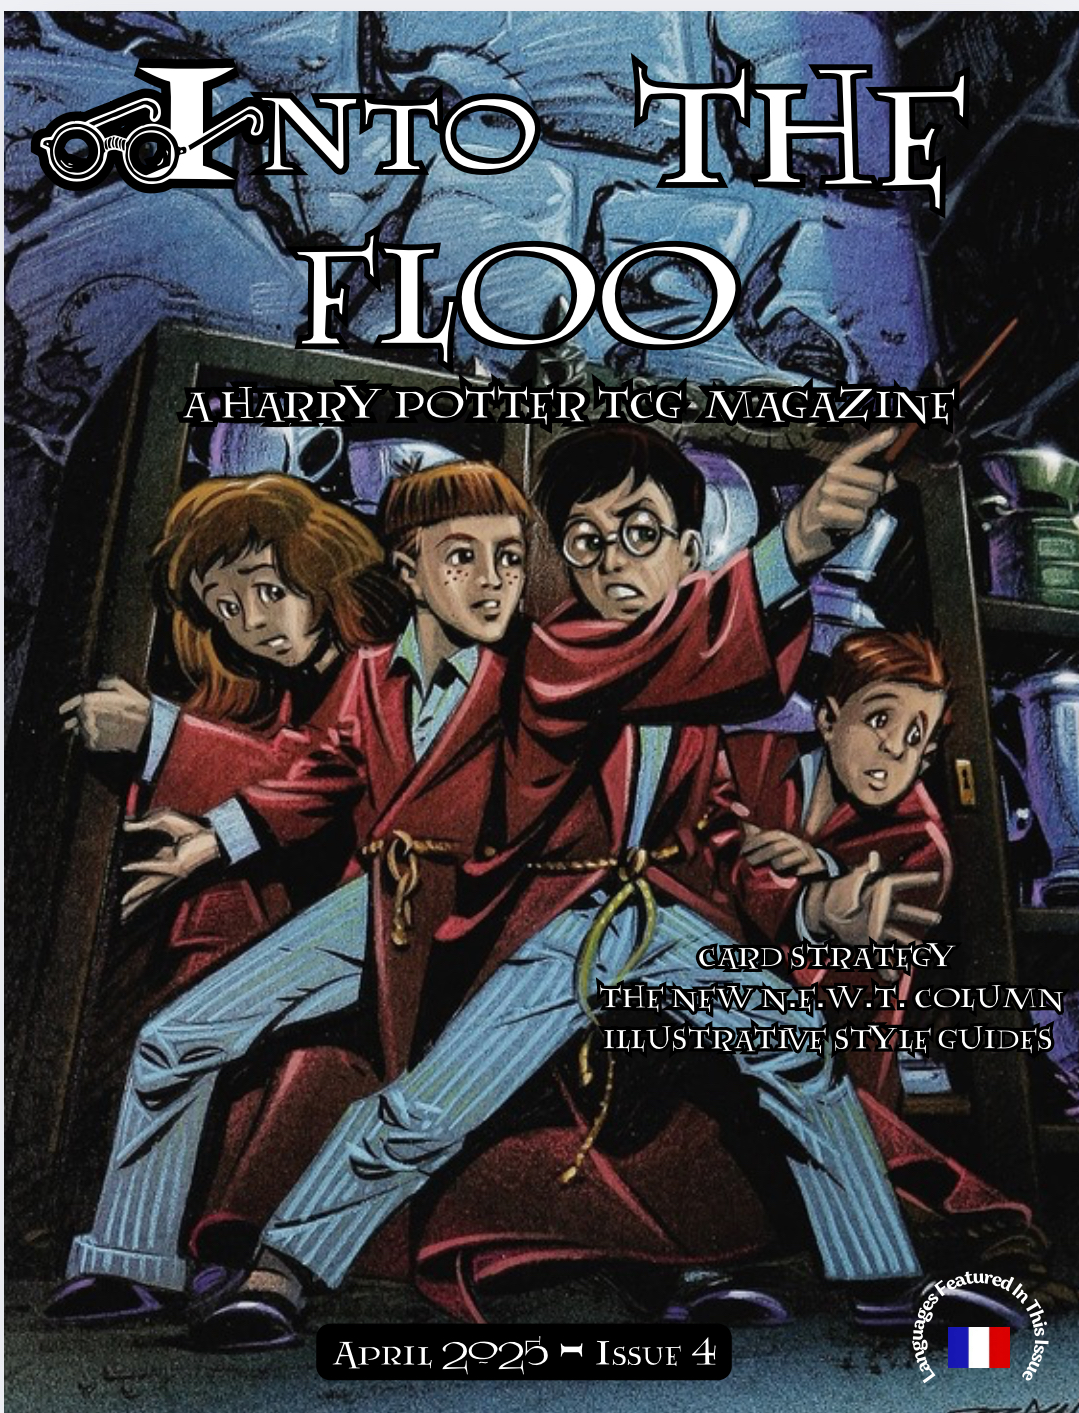 Into The
Floo
A Harry Potter TCG Magazine
Card Strategy
The New N.E.W.T. Column
Illustrative Style Guides
April 2025 - Issue 4
Languages Featured In This Issue